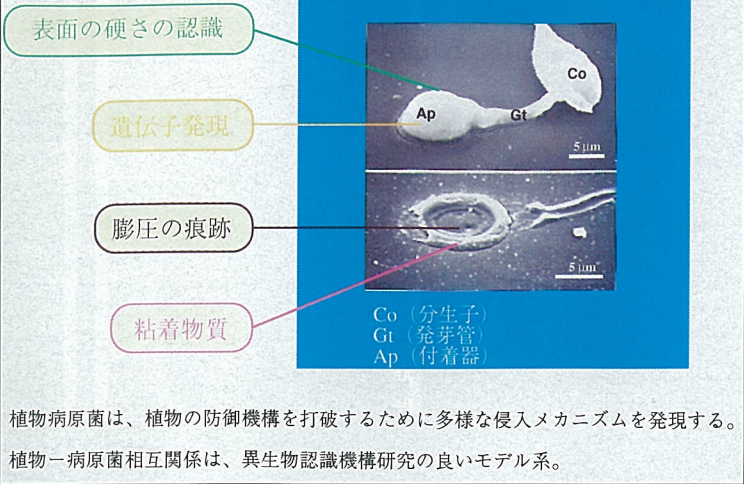 表面の硬さの認識
Co
遺伝子発現
Ap
Gt
5 μm
膨圧の痕跡
5 μm
粘着物質
Co（分生子）
Gt（発芽管）
Ap（付着器）
植物病原菌は、植物の防御機構を打破するために多様な侵入メカニズムを発現する。
植物ー病原菌相互関係は、異生物認識機構研究の良いモデル系。